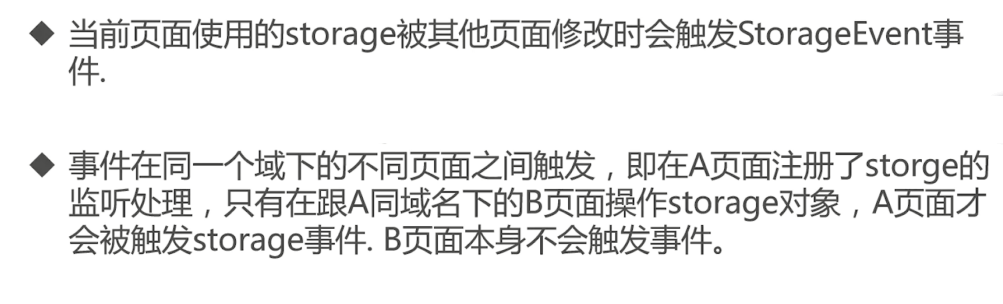 ◆ 当前页面使用的storage被其他页面修改时会触发StorageEvent事
件.
◆ 事件在同一个域下的不同页面之间触发，即在A页面注册了storge的
监听处理，只有在跟A同域名下的B页面操作storage对象，A页面才
会被触发storage事件. B页面本身不会触发事件。